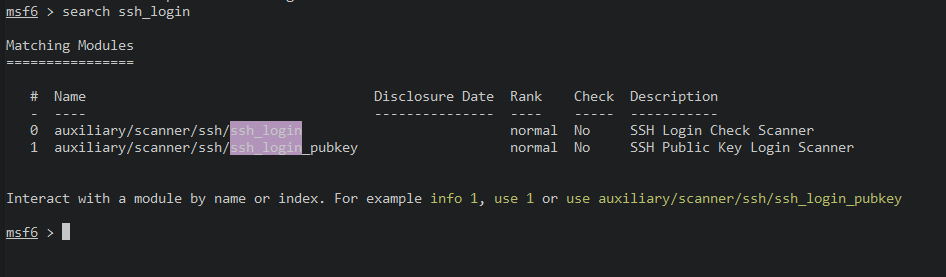 msf6 > search ssh_login
Matching Modules
================
#  Name                                  Disclosure Date  Rank    Check  Description
-  ----                                  ---------------  ----    -----  -----------
0  auxiliary/scanner/ssh/ssh_login                        normal  No     SSH Login Check Scanner
1  auxiliary/scanner/ssh/ssh_login_pubkey                 normal  No     SSH Public Key Login Scanner
Interact with a module by name or index. For example info 1, use 1 or use auxiliary/scanner/ssh/ssh_login_pubkey
msf6 >